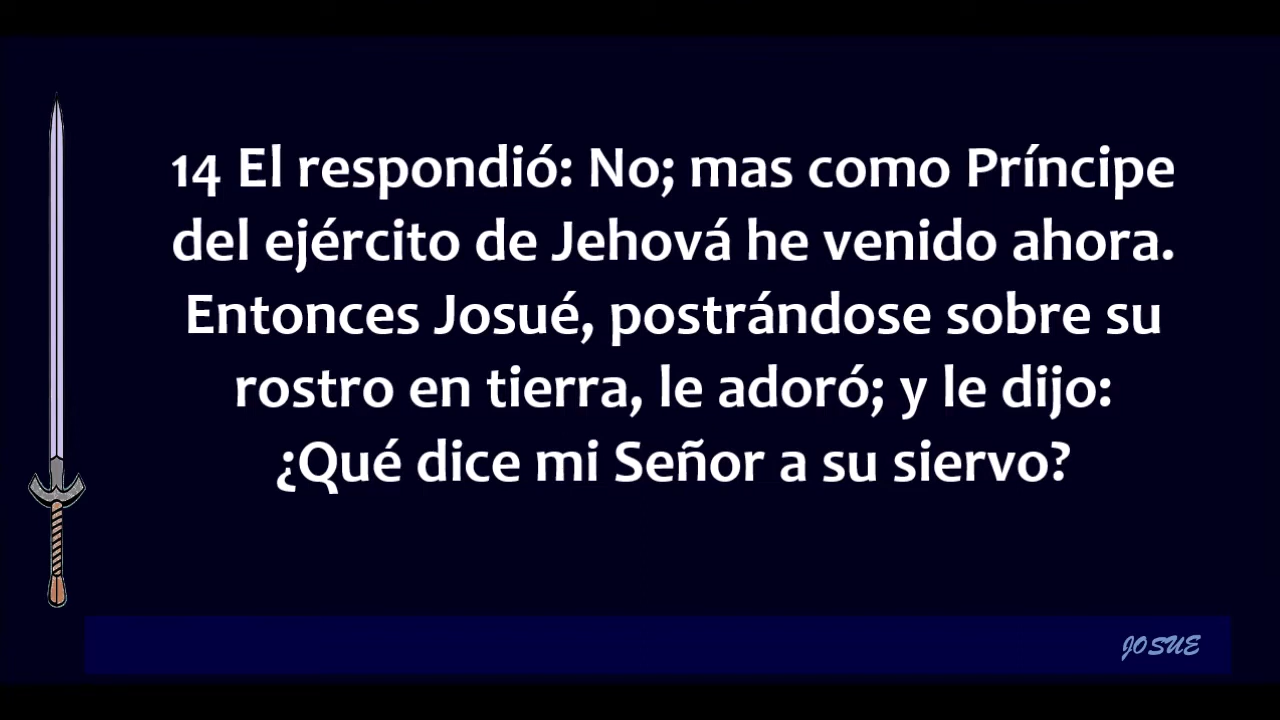 14 El respondió: No; mas como Príncipe
del ejército de Jehová he venido ahora.
Entonces Josué, postrándose sobre su
rostro en tierra, le adoró; y le dijo:
¿Qué dice mi Señor a su siervo?
JOSUE